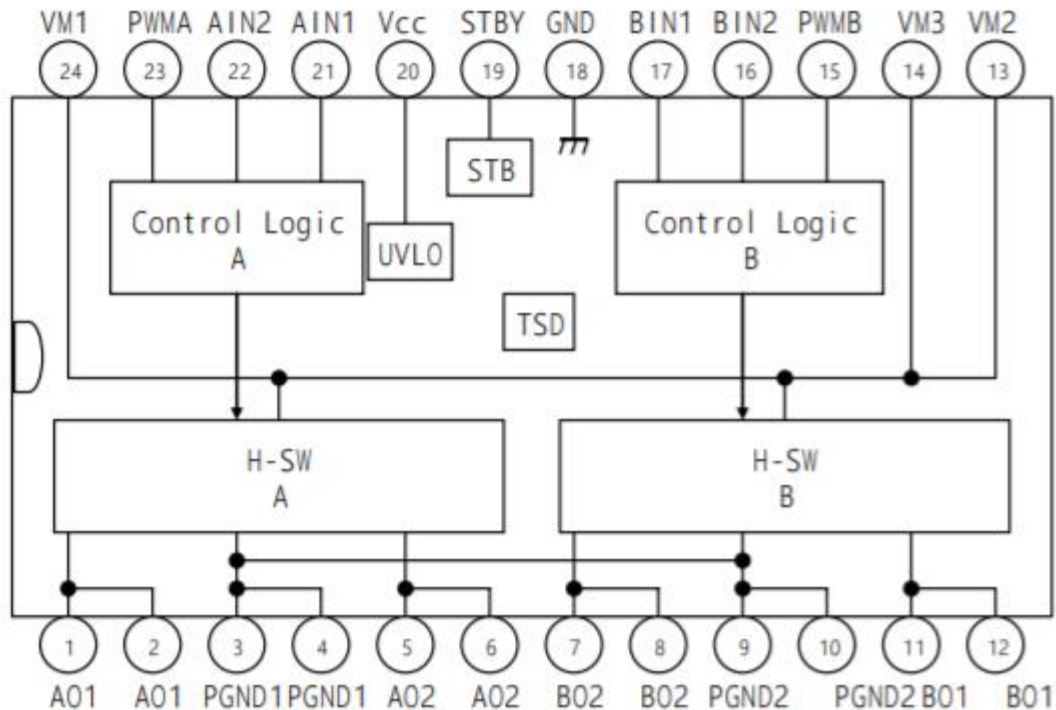 VM1 PWMA AIN2 AIN1 Vcc STBY GND BIN1 BIN2 PWMB VM3 VM2
24 23 22 21 20 19 18 17 16 15 14 13
STB
Control Logic
A
Control Logic
B
UVLO
TSD
H-SW
A
H-SW
B
1 2 3 4 5 6 7 8 9 10 11 12
AO1 AO1 PGND1 PGND1 AO2 AO2 BO2 BO2 PGND2 PGND2 BO1 BO1